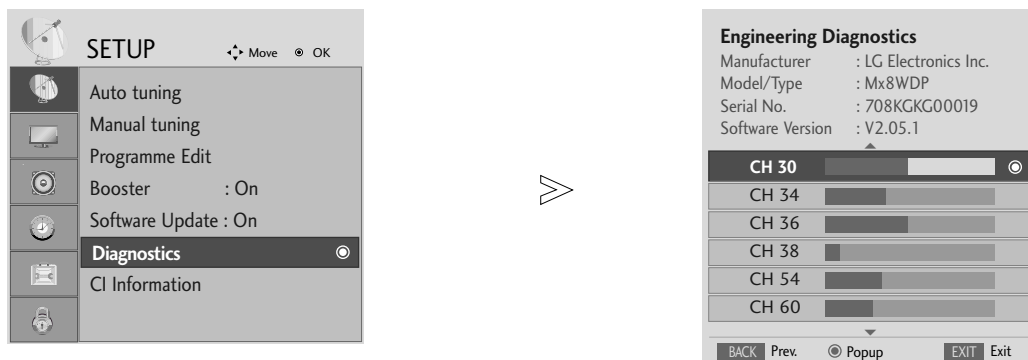 SETUP Move OK
Auto tuning
Manual tuning
Programme Edit
Booster : On
Software Update : On
Diagnostics
CI Information
Engineering Diagnostics
Manufacturer : LG Electronics Inc.
Model/Type : Mx8WDP
Serial No. : 708KGKG00019
Software Version : V2.05.1
CH 30
CH 34
CH 36
CH 38
CH 54
CH 60
BACK Prev. Popup EXIT Exit